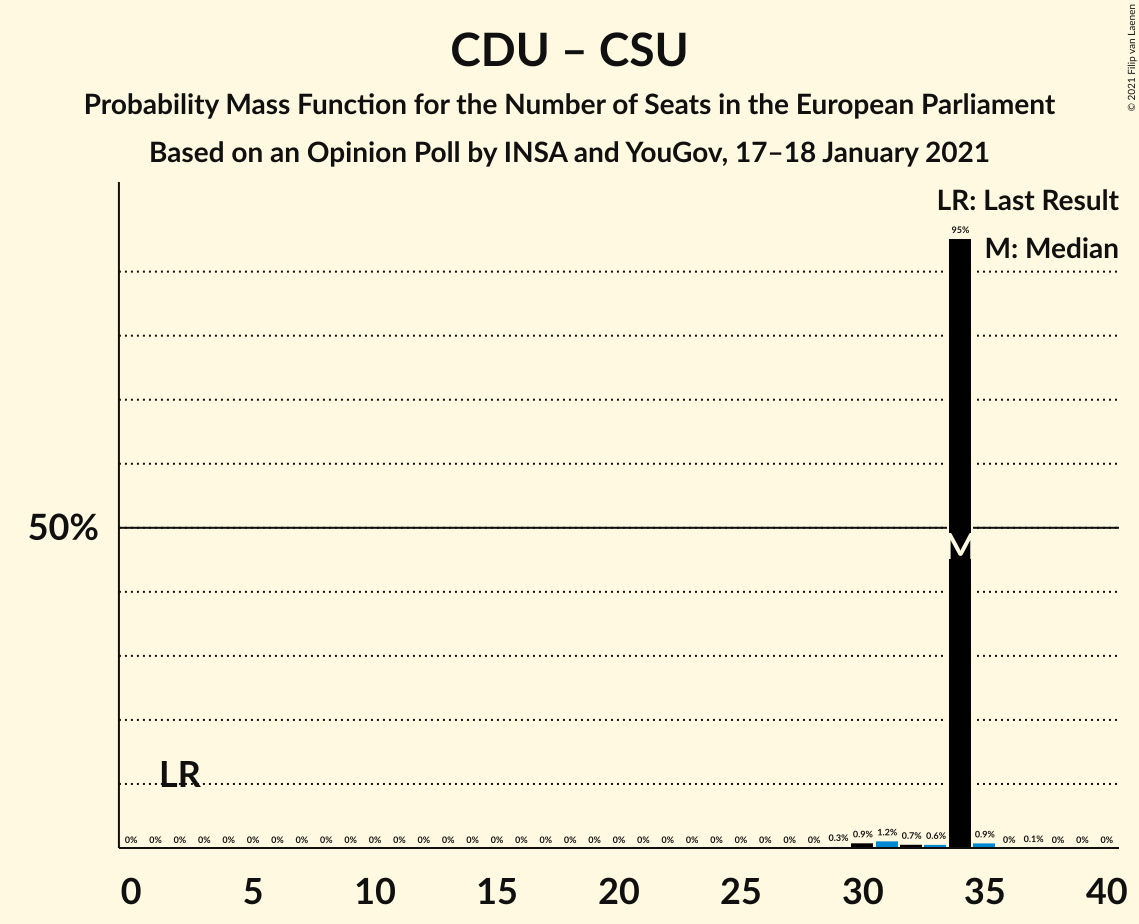 CDU – CSU
Probability Mass Function for the Number of Seats in the European Parliament
Based on an Opinion Poll by INSA and YouGov, 17–18 January 2021
© 2021 Filip van Laenen
LR: Last Result
M: Median
95%
50%
M
LR
0% 0% 0% 0% 0% 0% 0% 0% 0% 0% 0% 0% 0% 0% 0% 0% 0% 0% 0% 0% 0% 0% 0% 0% 0% 0% 0% 0% 0% 0.3% 0.9% 1.2% 0.7% 0.6% 0.9% 0% 0.1% 0% 0% 0%
0 5 10 15 20 25 30 35 40